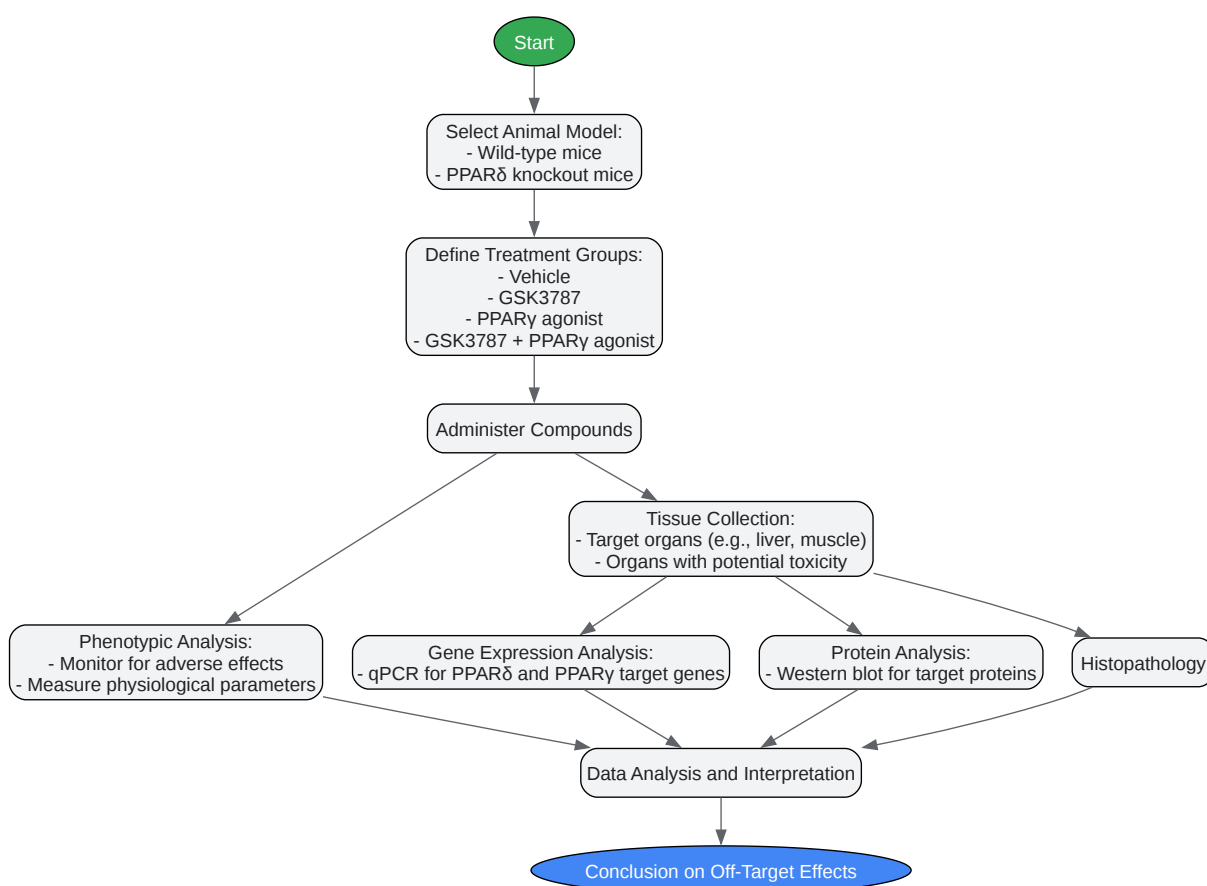 Start
Select Animal Model:
- Wild-type mice
- PPARδ knockout mice
Define Treatment Groups:
- Vehicle
- GSK3787
- PPARγ agonist
- GSK3787 + PPARγ agonist
Administer Compounds
Tissue Collection:
- Target organs (e.g., liver, muscle)
- Organs with potential toxicity
Phenotypic Analysis:
- Monitor for adverse effects
- Measure physiological parameters
Gene Expression Analysis:
- qPCR for PPARδ and PPARγ target genes
Protein Analysis:
- Western blot for target proteins
Histopathology
Data Analysis and Interpretation
Conclusion on Off-Target Effects